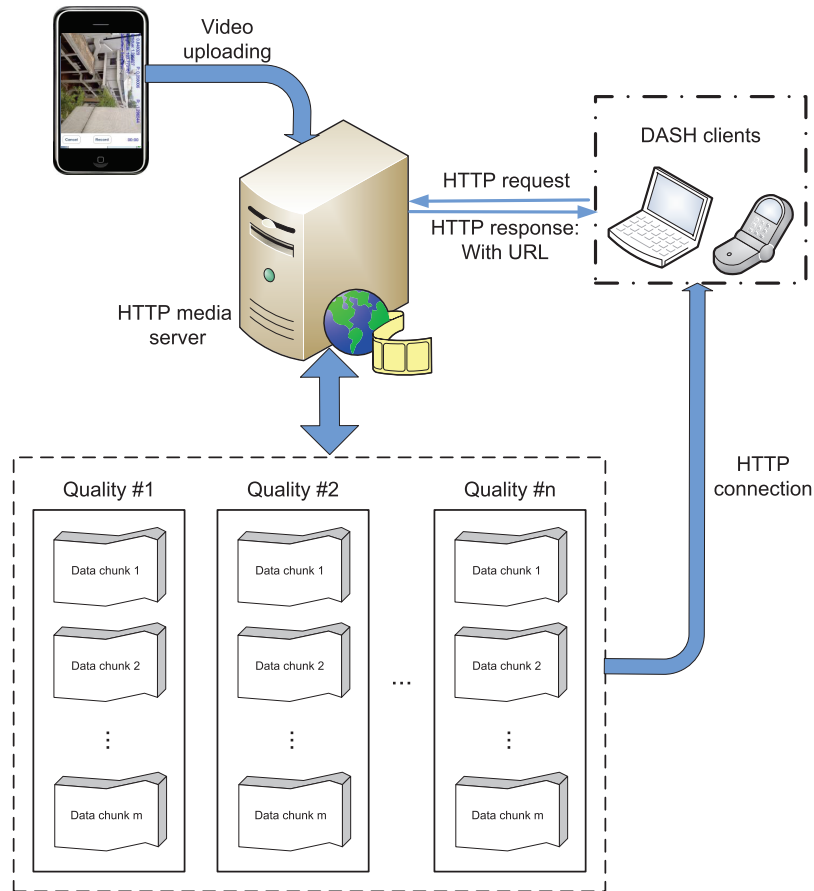 Video
uploading
Cancel
Record
DASH clients
HTTP request
HTTP response:
With URL
HTTP media
server
HTTP
connection
Quality #1
Quality #2
Quality #n
Data chunk 1
Data chunk 1
Data chunk 1
Data chunk 2
Data chunk 2
...
Data chunk 2
Data chunk m
Data chunk m
Data chunk m